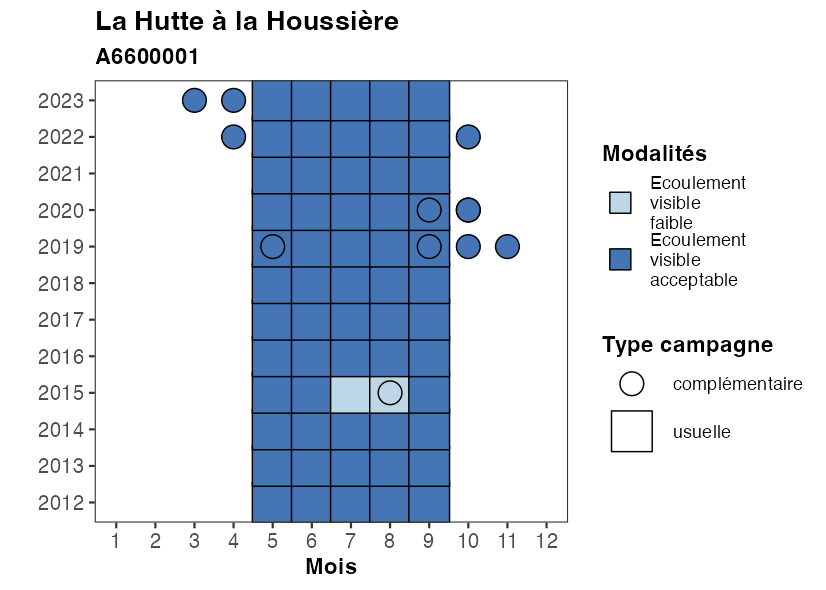 La Hutte à la Houssière
A6600001
2023
2022
2021
2020
2019
2018
2017
2016
2015
2014
2013
2012
1 2 3 4 5 6 7 8 9 10 11 12
Mois
Modalités
Ecoulement
visible
faible
Ecoulement
visible
acceptable
Type campagne
complémentaire
usuelle